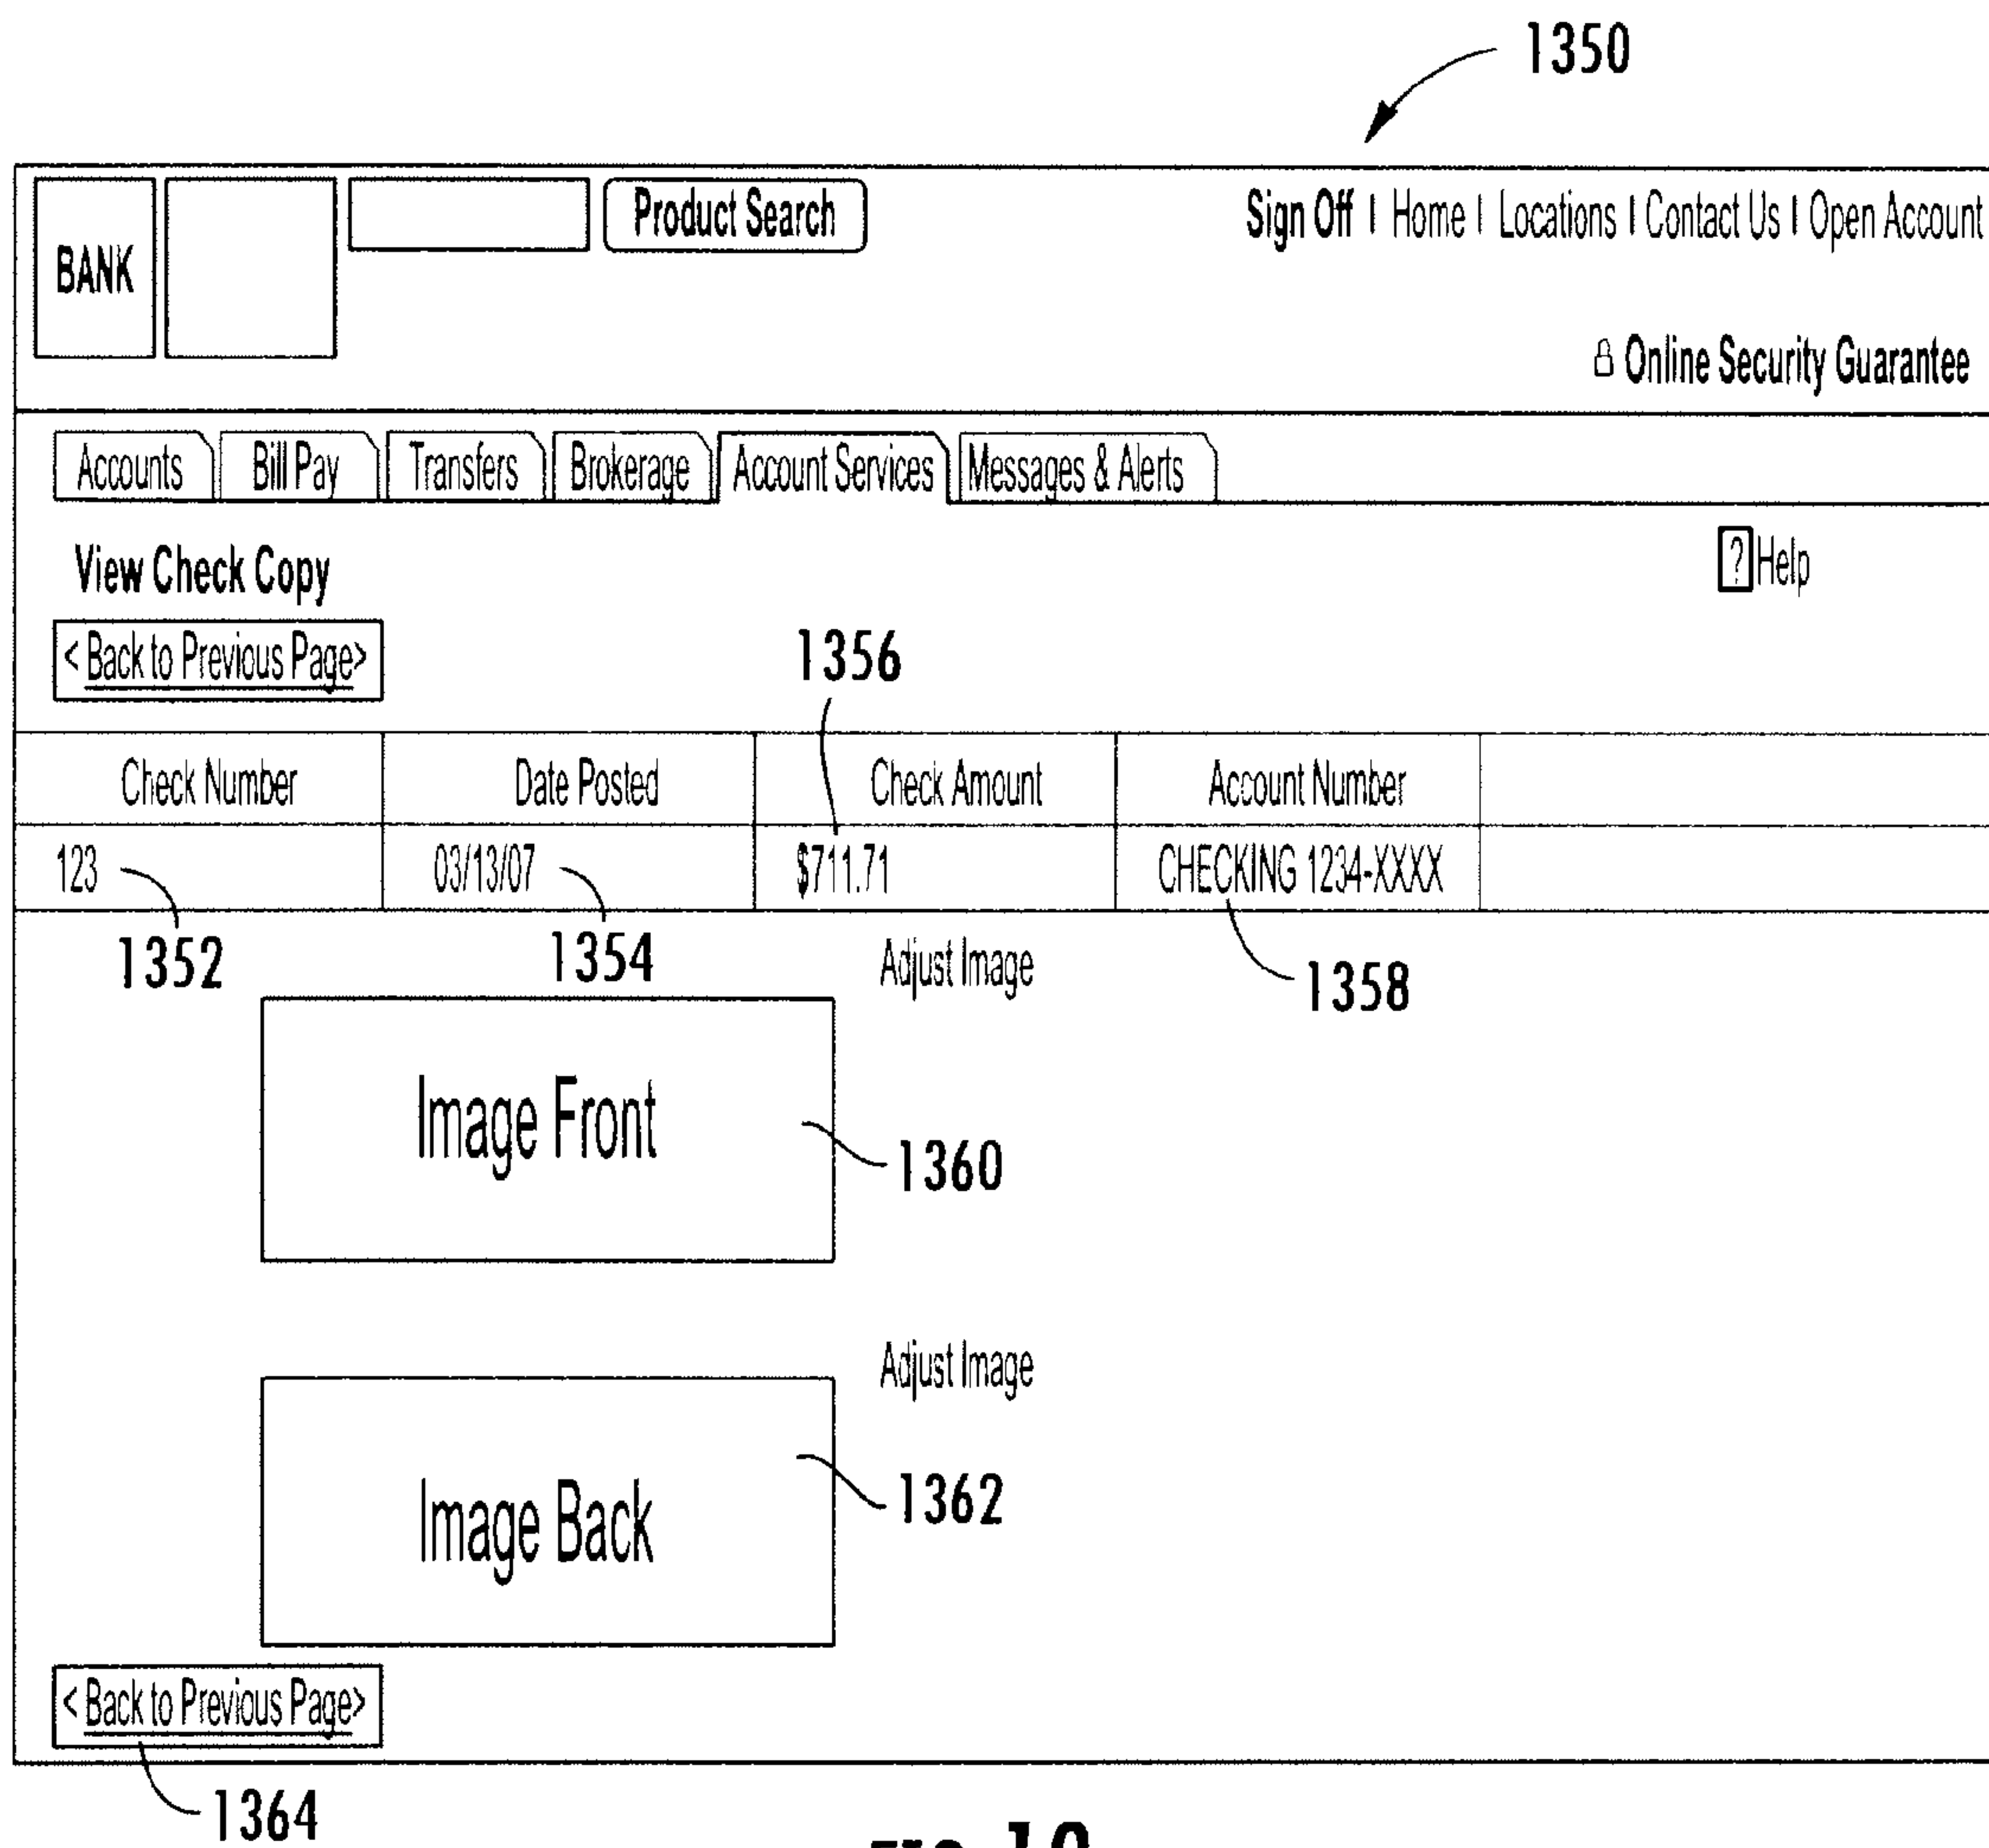 1350
BANK
Product Search
Sign Off | Home | Locations | Contact Us | Open Account
Online Security Guarantee
Accounts Bill Pay Transfers Brokerage Account Services Messages & Alerts
View Check Copy
? Help
< Back to Previous Page>
1356
Check Number Date Posted Check Amount Account Number
123 03/13/07 $711.71 CHECKING 1234-XXXX
1352 1354 Adjust Image 1358
Image Front
1360
Adjust Image
Image Back
1362
< Back to Previous Page>
1364